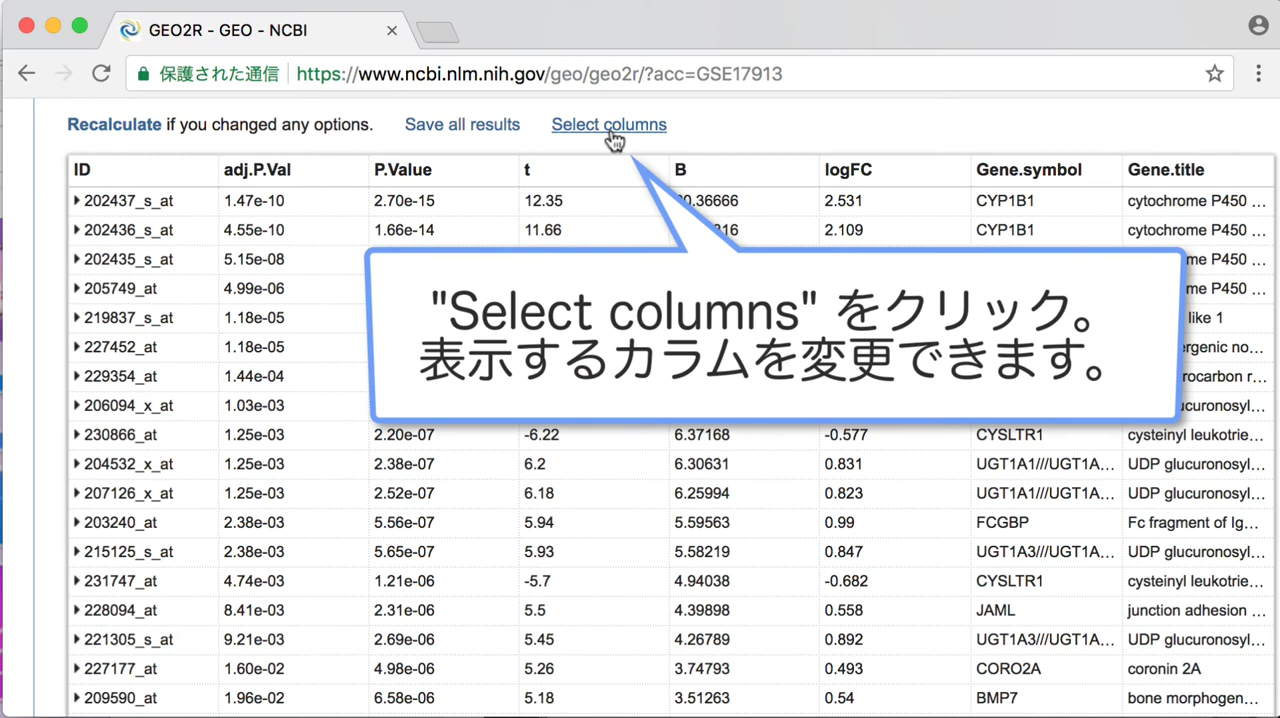 GEO2R - GEO - NCBI
保護された通信 https://www.ncbi.nlm.nih.gov/geo/geo2r/?acc=GSE17913
Recalculate if you changed any options. Save all results Select columns
ID adj.P.Val P.Value t B logFC Gene.symbol Gene.title
202437_s_at 1.47e-10 2.70e-15 12.35 0.36666 2.531 CYP1B1 cytochrome P450 ...
202436_s_at 4.55e-10 1.66e-14 11.66 316 2.109 CYP1B1 cytochrome P450 ...
202435_s_at 5.15e-08 me P450 ...
205749_at 4.99e-06 me P450 ...
219837_s_at 1.18e-05 like 1
227452_at 1.18e-05 ergenic no...
229354_at 1.44e-04 rocarbon r...
206094_x_at 1.03e-03 ucuronosyl...
"Select columns" をクリック。
表示するカラムを変更できます。
230866_at 1.25e-03 2.20e-07 -6.22 6.37168 -0.577 CYSLTR1 cysteinyl leukotrie...
204532_x_at 1.25e-03 2.38e-07 6.2 6.30631 0.831 UGT1A1///UGT1A... UDP glucuronosyl...
207126_x_at 1.25e-03 2.52e-07 6.18 6.25994 0.823 UGT1A1///UGT1A... UDP glucuronosyl...
203240_at 2.38e-03 5.56e-07 5.94 5.59563 0.99 FCGBP Fc fragment of Ig...
215125_s_at 2.38e-03 5.65e-07 5.93 5.58219 0.847 UGT1A3///UGT1A... UDP glucuronosyl...
231747_at 4.74e-03 1.21e-06 -5.7 4.94038 -0.682 CYSLTR1 cysteinyl leukotrie...
228094_at 8.41e-03 2.31e-06 5.5 4.39898 0.558 JAML junction adhesion ...
221305_s_at 9.21e-03 2.69e-06 5.45 4.26789 0.892 UGT1A3///UGT1A... UDP glucuronosyl...
227177_at 1.60e-02 4.98e-06 5.26 3.74793 0.493 CORO2A coronin 2A
209590_at 1.96e-02 6.58e-06 5.18 3.51263 0.54 BMP7 bone morphogen...